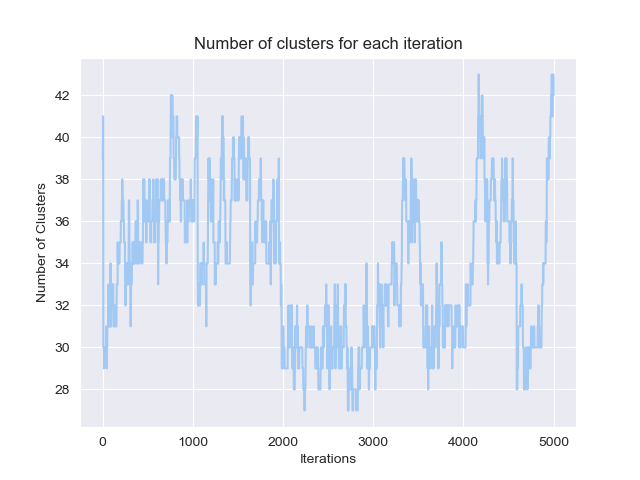 Number of clusters for each iteration
Number of Clusters
42
40
38
36
34
32
30
28
0 1000 2000 3000 4000 5000
Iterations